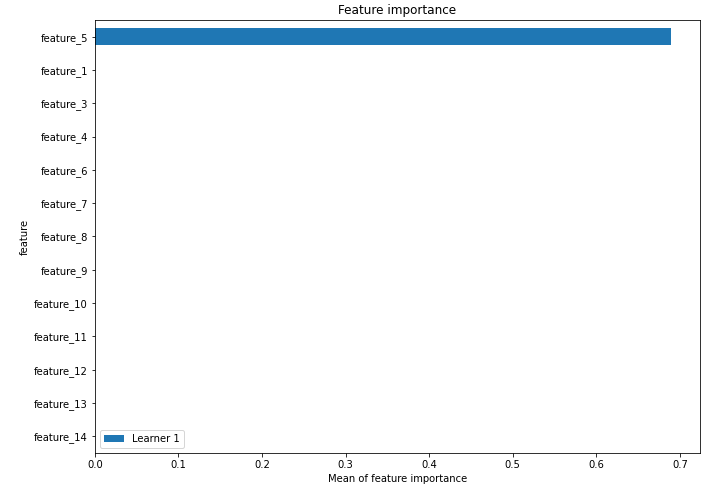 Feature importance
feature_5
feature_1
feature_3
feature_4
feature_6
feature_7
feature_8
feature_9
feature_10
feature_11
feature_12
feature_13
feature_14
feature
Learner 1
0.0 0.1 0.2 0.3 0.4 0.5 0.6 0.7
Mean of feature importance